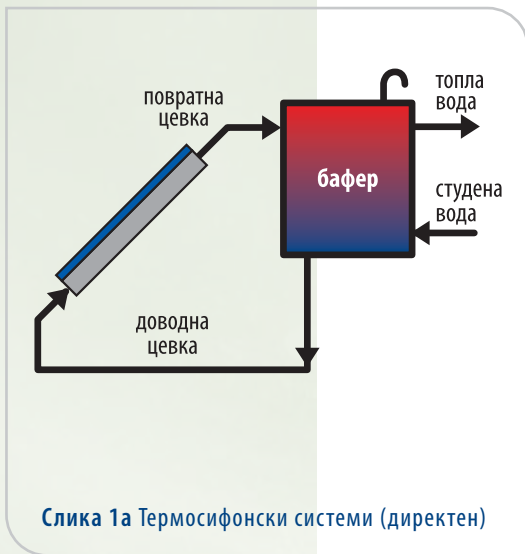 повратна
цевка
топла
вода
бафер
студена
вода
доводна
цевка
Слика 1а Термосифонски системи (директен)